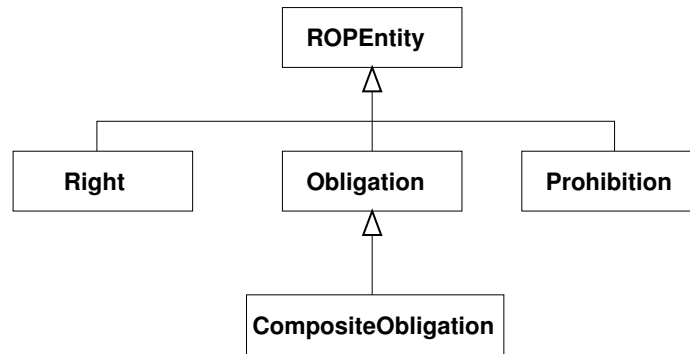 ROPEntity
Right
Obligation
Prohibition
CompositeObligation